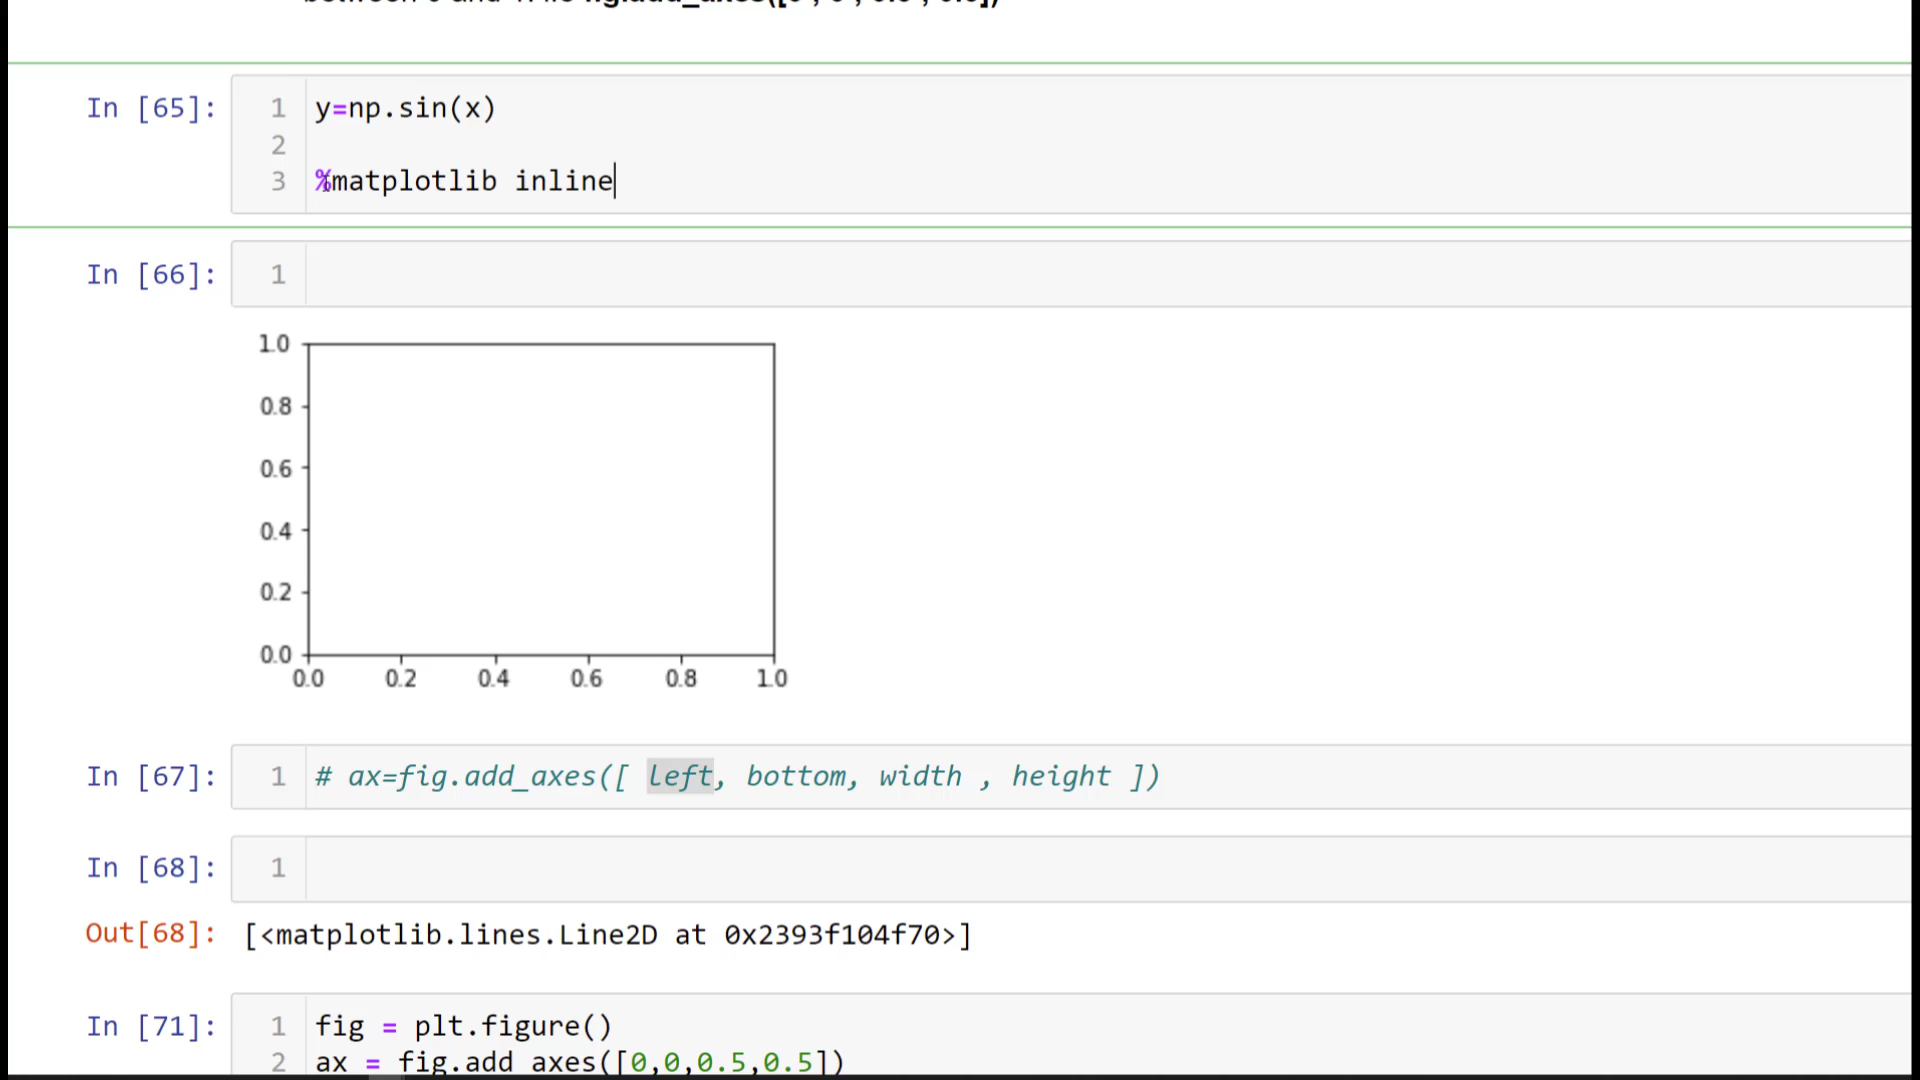 In [65]: 1 y=np.sin(x)
2
3 %matplotlib inline
In [66]: 1
1.0
0.8
0.6
0.4
0.2
0.0
0.0 0.2 0.4 0.6 0.8 1.0
In [67]: 1 # ax=fig.add_axes([ left, bottom, width , height ])
In [68]: 1
Out[68]: [<matplotlib.lines.Line2D at 0x2393f104f70>]
In [71]: 1 fig = plt.figure()
2 ax = fig.add_axes([0,0,0.5,0.5])